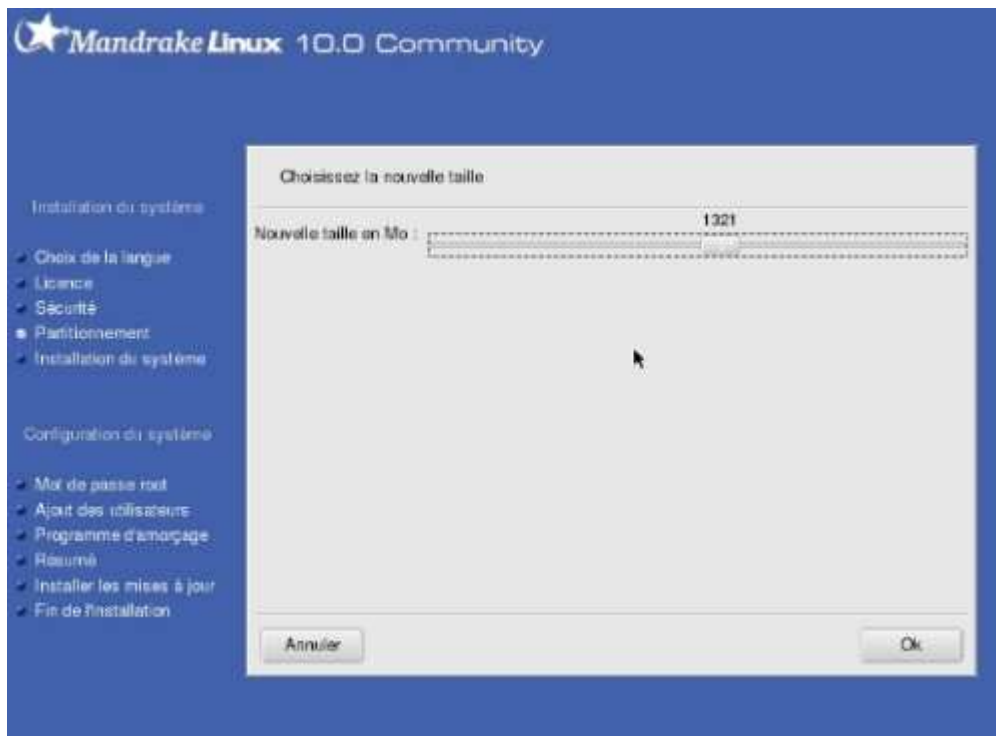 Mandrake Linux 10.0 Community
Installation du système
Choix de la langue
Licence
Sécurité
Partitionnement
Installation du système
Configuration du système
Mot de passe root
Ajout des utilisateurs
Programme d'amorçage
Résumé
Installer les mises à jour
Fin de l'installation
Choisissez la nouvelle taille
1321
Nouvelle taille en Mo :
Annuler
Ok